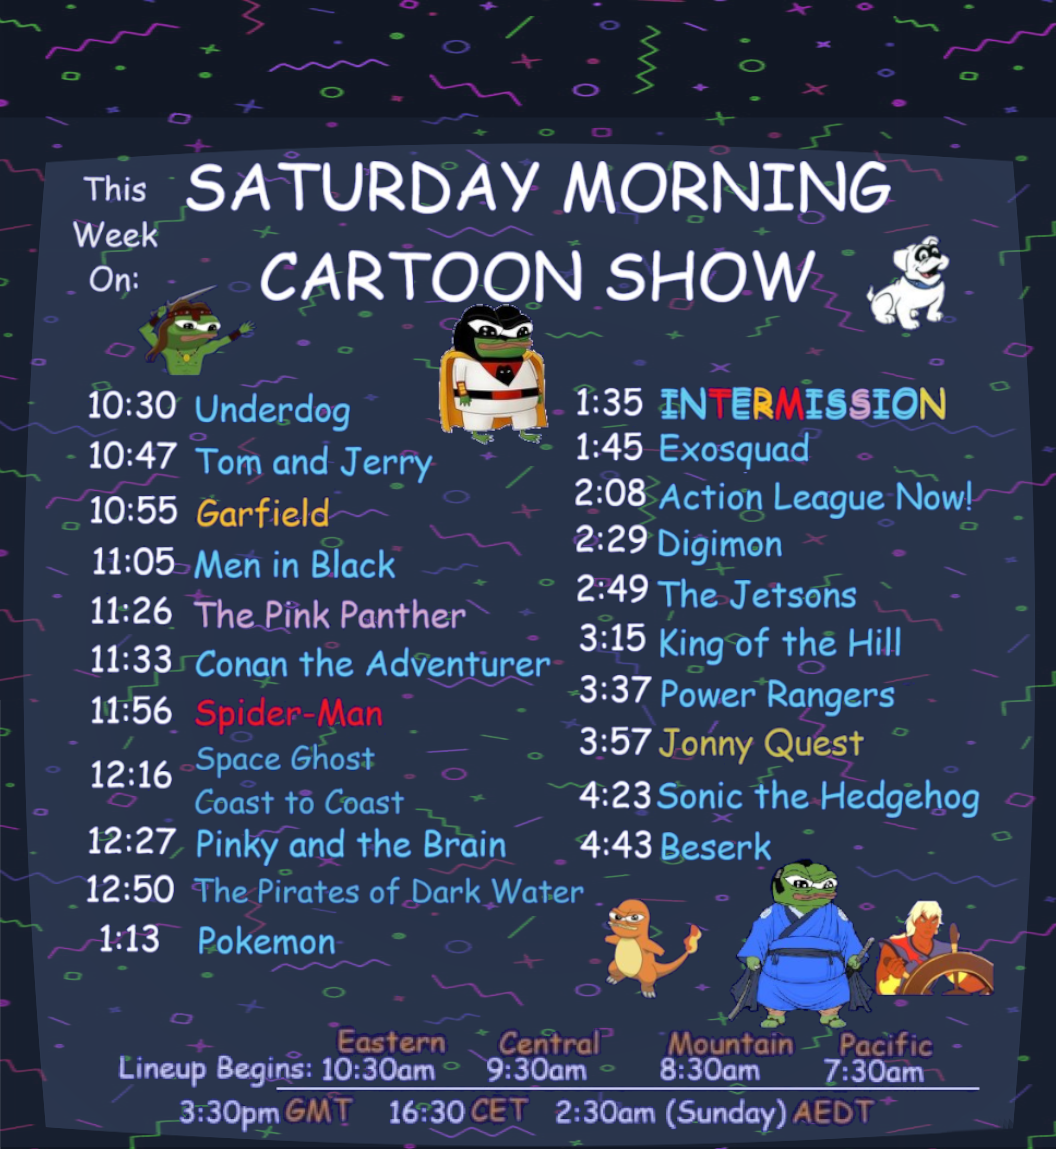 This
Week
On:
SATURDAY MORNING
CARTOON SHOW
10:30 Underdog
10:47 Tom and Jerry
10:55 Garfield
11:05 Men in Black
11:26 The Pink Panther
11:33 Conan the Adventurer
11:56 Spider-Man
12:16 Space Ghost
Coast to Coast
12:27 Pinky and the Brain
12:50 The Pirates of Dark Water
1:13 Pokemon
1:35 INTERMISSION
1:45 Exosquad
2:08 Action League Now!
2:29 Digimon
2:49 The Jetsons
3:15 King of the Hill
3:37 Power Rangers
3:57 Jonny Quest
4:23 Sonic the Hedgehog
4:43 Beserk
Eastern Central Mountain Pacific
Lineup Begins: 10:30am 9:30am 8:30am 7:30am
3:30pm GMT 16:30 CET 2:30am (Sunday) AEDT